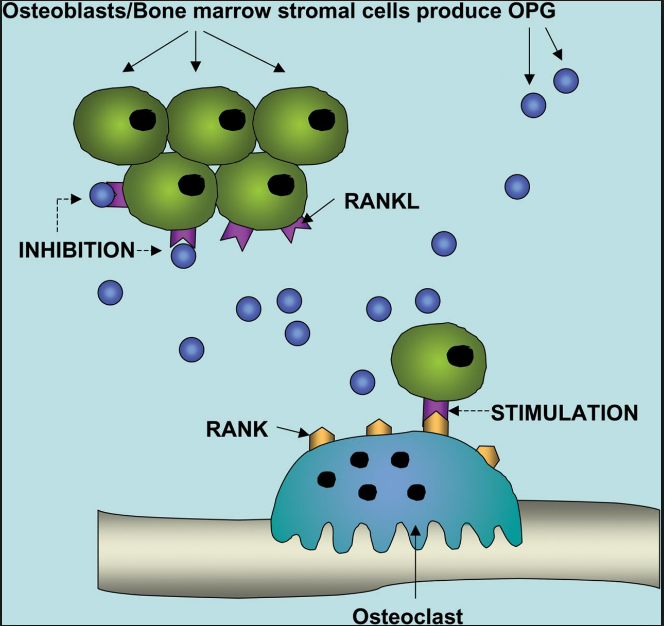 Osteoblasts/Bone marrow stromal cells produce OPG
RANKL
INHIBITION
STIMULATION
RANK
Osteoclast